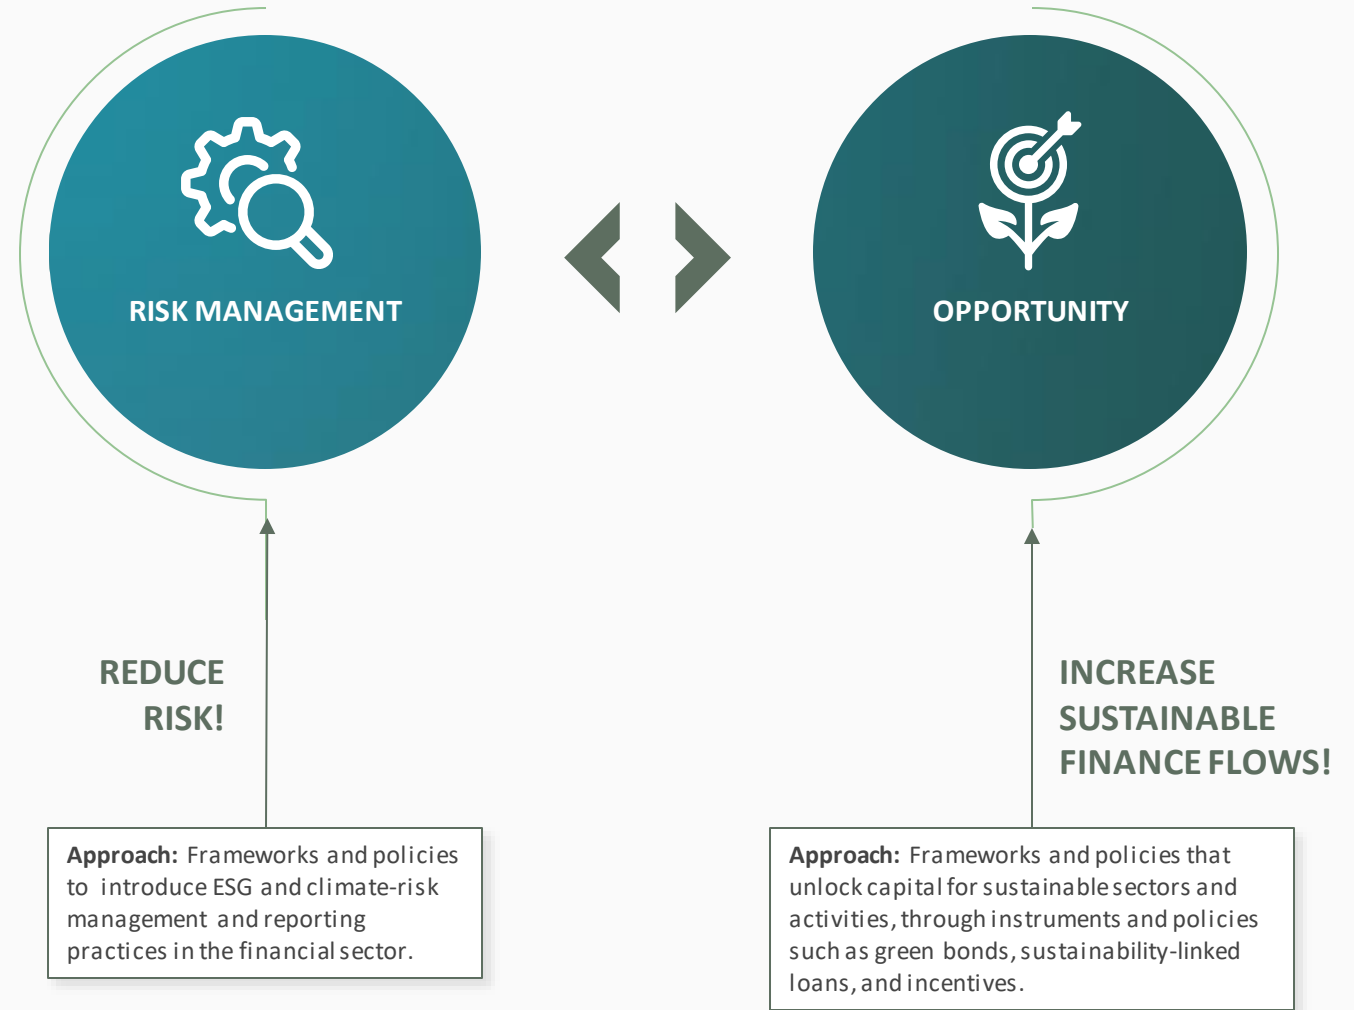 RISK MANAGEMENT
OPPORTUNITY
REDUCE
RISK!
INCREASE
SUSTAINABLE
FINANCE FLOWS!
Approach: Frameworks and policies
to introduce ESG and climate-risk
management and reporting
practices in the financial sector.
Approach: Frameworks and policies that
unlock capital for sustainable sectors and
activities, through instruments and policies
such as green bonds, sustainability-linked
loans, and incentives.